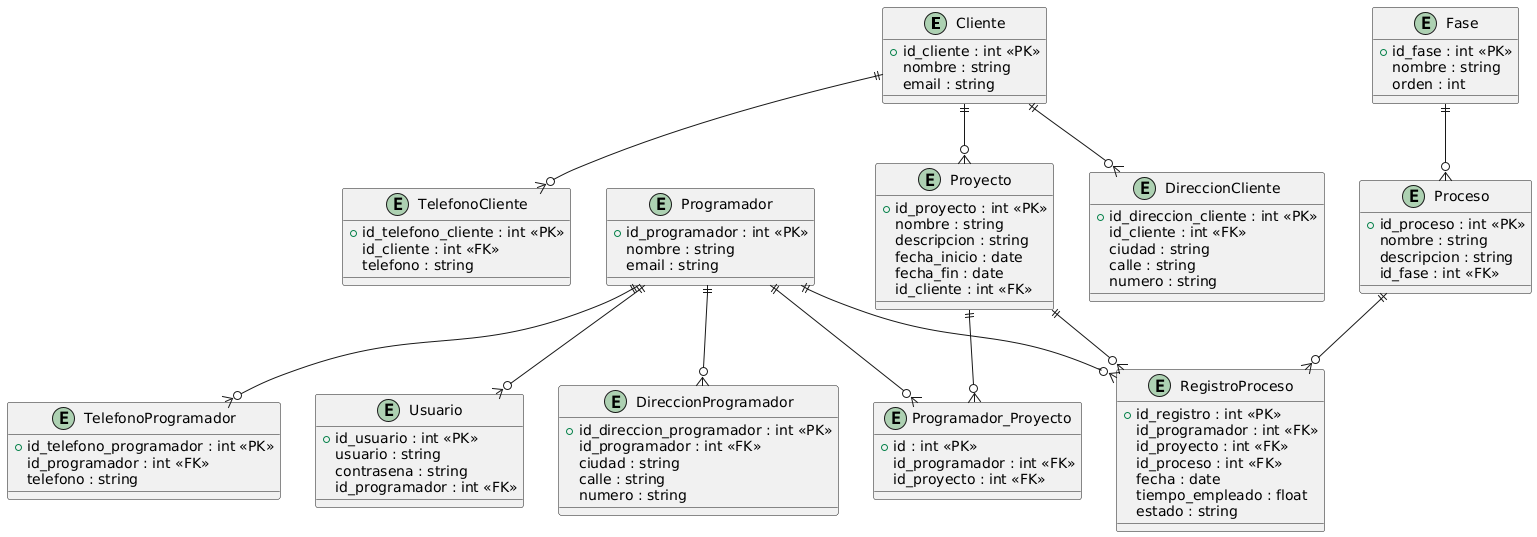 E Cliente
id_cliente : int «PK»
nombre : string
email : string
E Fase
id_fase : int «PK»
nombre : string
orden : int
E TelefonoCliente
id_telefono_cliente : int «PK»
id_cliente : int «FK»
telefono : string
E Programador
id_programador : int «PK»
nombre : string
email : string
E Proyecto
id_proyecto : int «PK»
nombre : string
descripcion : string
fecha_inicio : date
fecha_fin : date
id_cliente : int «FK»
E DireccionCliente
id_direccion_cliente : int «PK»
id_cliente : int «FK»
ciudad : string
calle : string
numero : string
E Proceso
id_proceso : int «PK»
nombre : string
descripcion : string
id_fase : int «FK»
E TelefonoProgramador
id_telefono_programador : int «PK»
id_programador : int «FK»
telefono : string
E Usuario
id_usuario : int «PK»
usuario : string
contrasena : string
id_programador : int «FK»
E DireccionProgramador
id_direccion_programador : int «PK»
id_programador : int «FK»
ciudad : string
calle : string
numero : string
E Programador_Proyecto
id : int «PK»
id_programador : int «FK»
id_proyecto : int «FK»
E RegistroProceso
id_registro : int «PK»
id_programador : int «FK»
id_proyecto : int «FK»
id_proceso : int «FK»
fecha : date
tiempo_empleado : float
estado : string